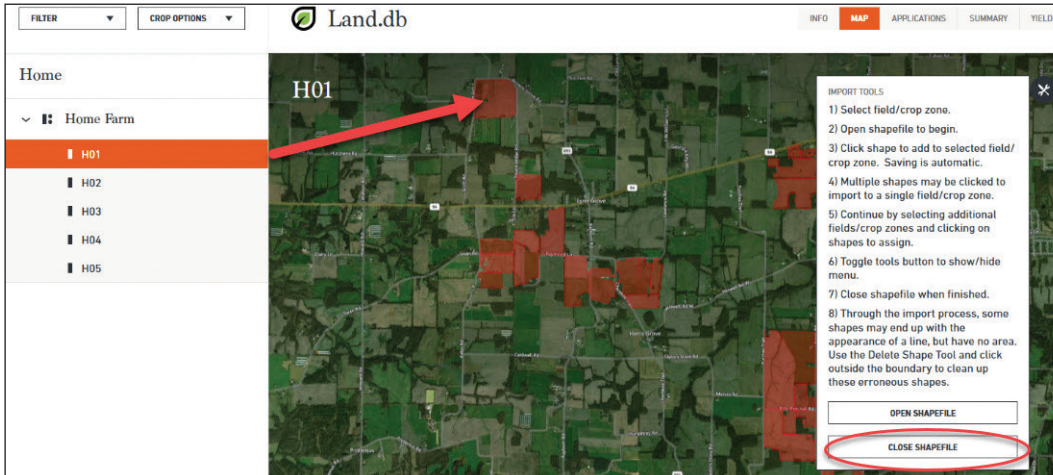 FILTER
CROP OPTIONS
Land.db
INFO
MAP
APPLICATIONS
SUMMARY
YIELD
Home
Home Farm
H01
H02
H03
H04
H05
H01
IMPORT TOOLS
1) Select field/crop zone.
2) Open shapefile to begin.
3) Click shape to add to selected field/
crop zone. Saving is automatic.
4) Multiple shapes may be clicked to
import to a single field/crop zone.
5) Continue by selecting additional
fields/crop zones and clicking on
shapes to assign.
6) Toggle tools button to show/hide
menu.
7) Close shapefile when finished.
8) Through the import process, some
shapes may end up with the
appearance of a line, but have no area.
Use the Delete Shape Tool and click
outside the boundary to clean up
these erroneous shapes.
OPEN SHAPEFILE
CLOSE SHAPEFILE